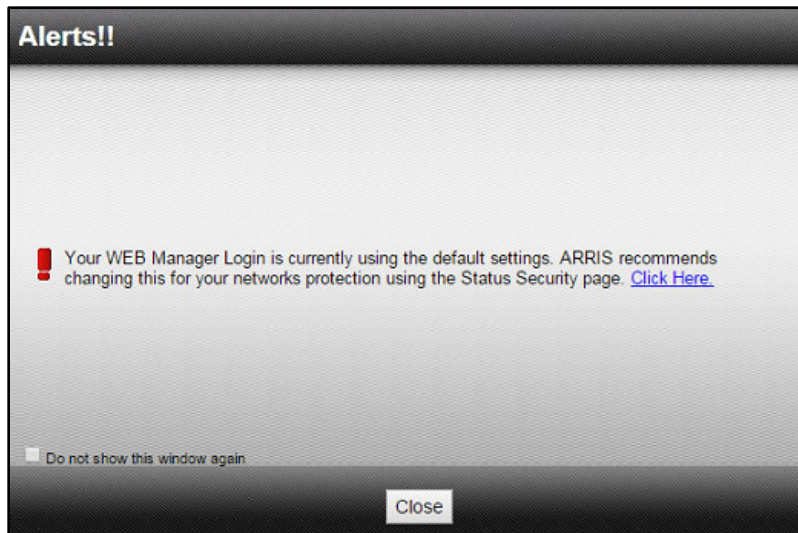 Alerts!!
Your WEB Manager Login is currently using the default settings. ARRIS recommends
changing this for your networks protection using the Status Security page. Click Here.
Do not show this window again
Close